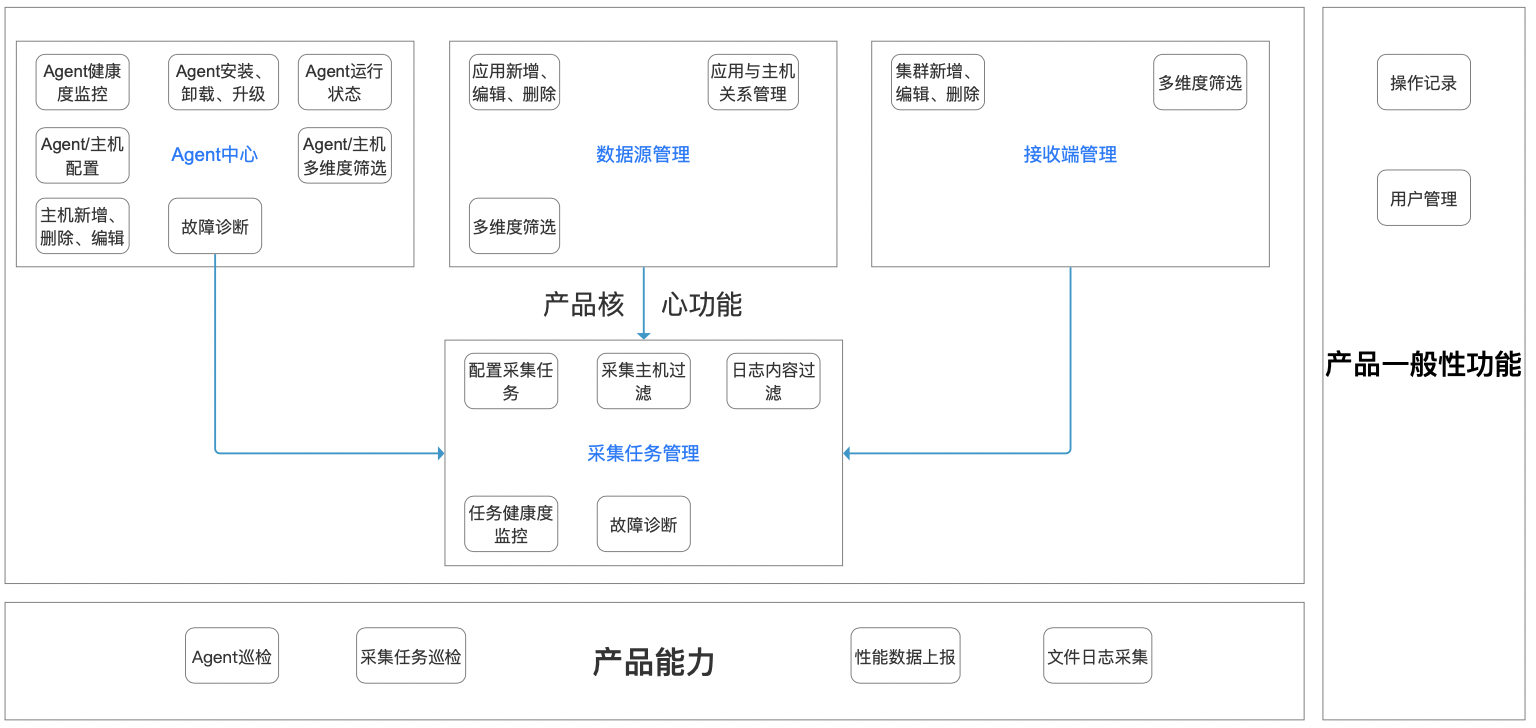 Agent健康
度监控
Agent安装、
卸载、升级
Agent运行
状态
Agent/主机
配置
Agent中心
Agent/主机
多维度筛选
主机新增、
删除、编辑
故障诊断
应用新增、
编辑、删除
应用与主机
关系管理
数据源管理
多维度筛选
集群新增、
编辑、删除
多维度筛选
接收端管理
产品核 心功能
配置采集任
务
采集主机过
滤
日志内容过
滤
采集任务管理
任务健康度
监控
故障诊断
操作记录
用户管理
产品一般性功能
Agent巡检
采集任务巡检
产品能力
性能数据上报
文件日志采集